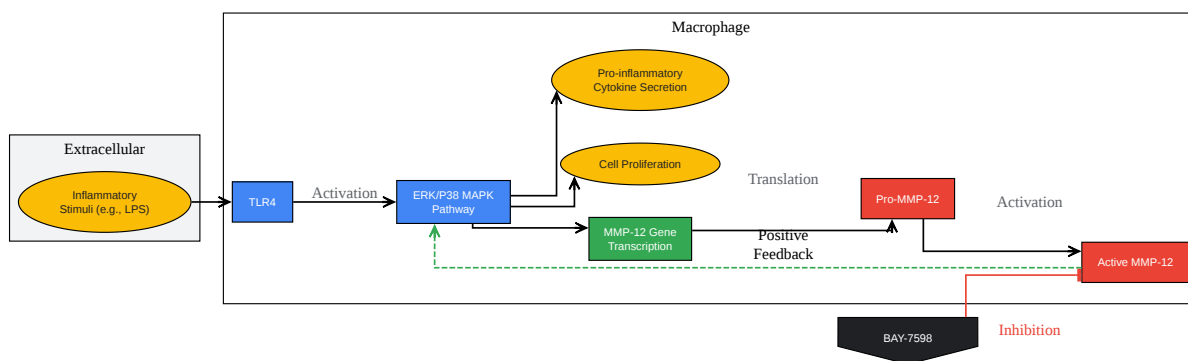 Macrophage
Pro-inflammatory
Cytokine Secretion
Extracellular
Cell Proliferation
Inflammatory
Stimuli (e.g., LPS)
TLR4
Activation
ERK/P38 MAPK
Pathway
Translation
Pro-MMP-12
Activation
MMP-12 Gene
Transcription
Positive
Feedback
Active MMP-12
BAY-7598
Inhibition